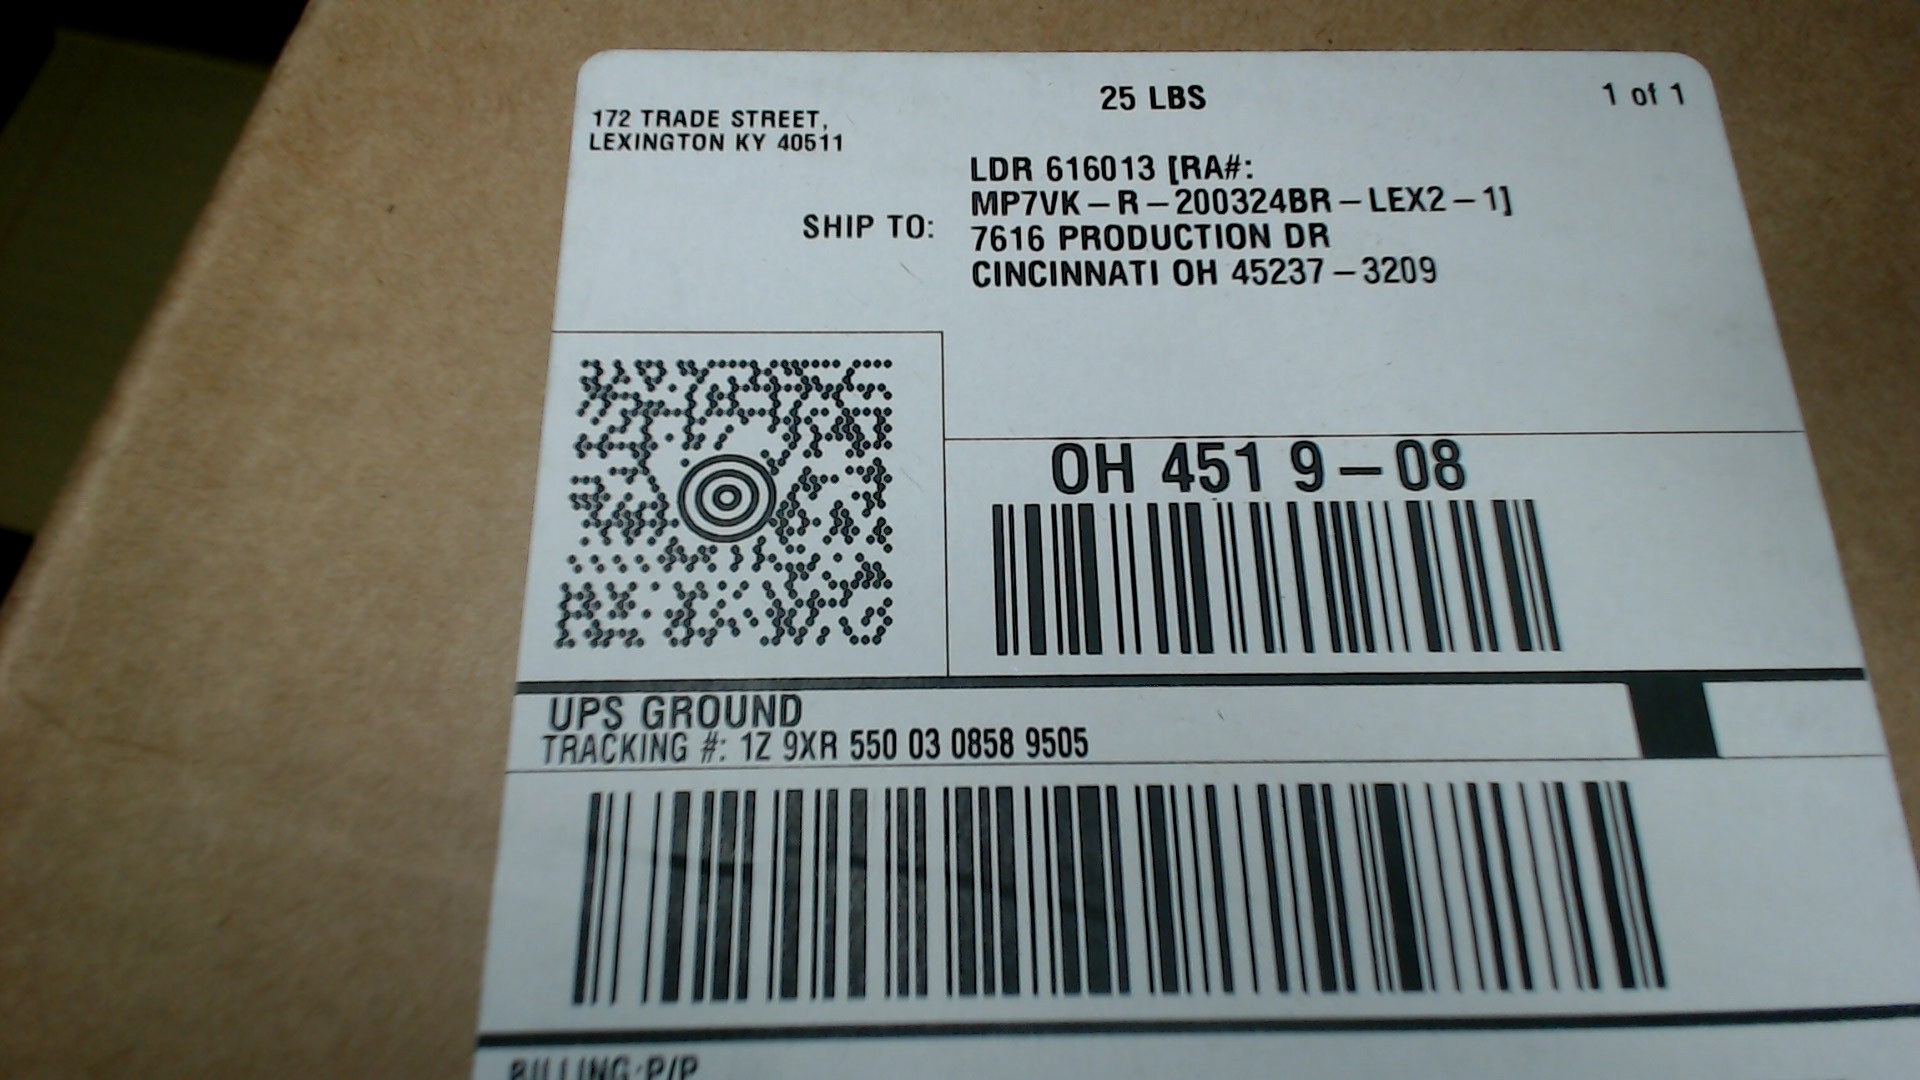 25 LBS
1 of 1
172 TRADE STREET,
LEXINGTON KY 40511
LDR 616013 [RA#:
MP7VK-R-200324BR-LEX2-1]
SHIP TO:
7616 PRODUCTION DR
CINCINNATI OH 45237-3209
OH 451 9-08
UPS GROUND
TRACKING #: 1Z 9XR 550 03 0858 9505
BILLING: P/P